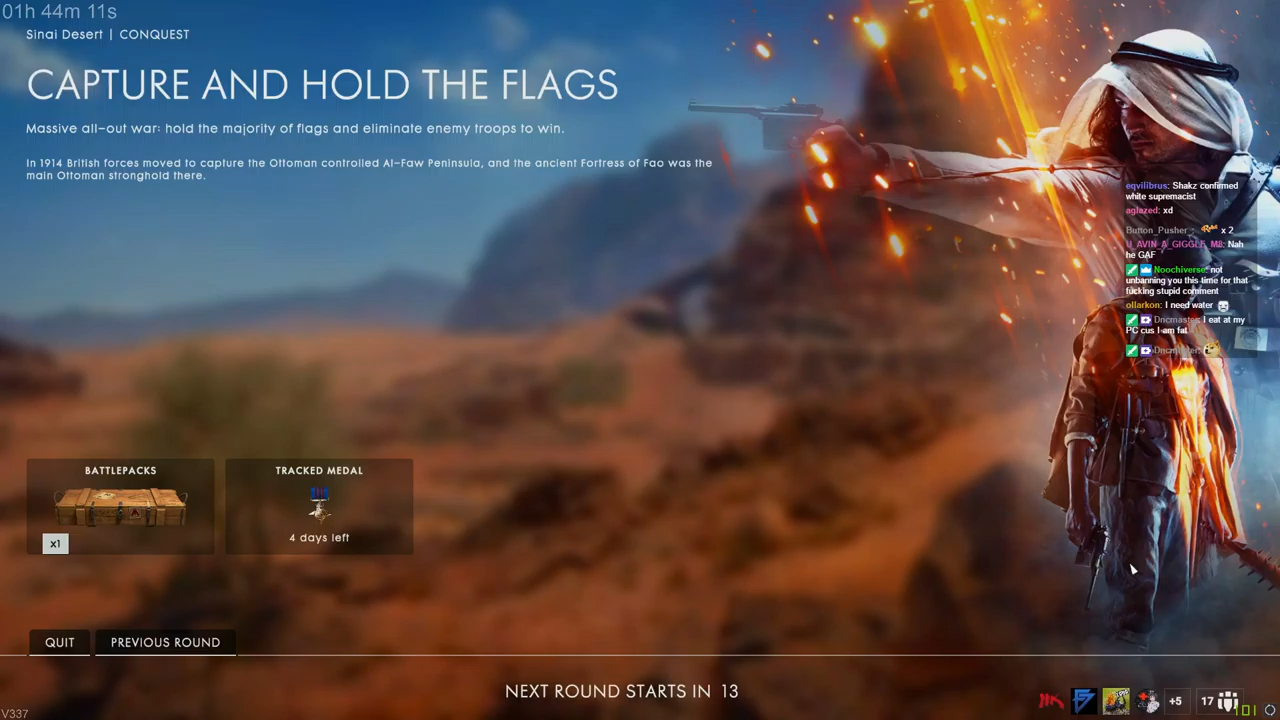 01h 44m 11s
Sinai Desert | CONQUEST
CAPTURE AND HOLD THE FLAGS
Massive all-out war: hold the majority of flags and eliminate enemy troops to win.
In 1914 British forces moved to capture the Ottoman controlled Al-Faw Peninsula, and the ancient Fortress of Fao was the
main Ottoman stronghold there.
eqvilibrus: Shakz confirmed
white supremacist
aglazed: xd
Button_Pusher_: x 2
U_AVIN_A_GIGGLE_M8: Nah
he GAF
Noochiverse: not
unbanning you this time for that
fucking stupid comment
ollarkon: I need water
Dncmaster: I eat at my
PC cus I am fat
Dncmaster:
BATTLEPACKS
x1
TRACKED MEDAL
4 days left
QUIT
PREVIOUS ROUND
NEXT ROUND STARTS IN 13
+5
17
101
V337